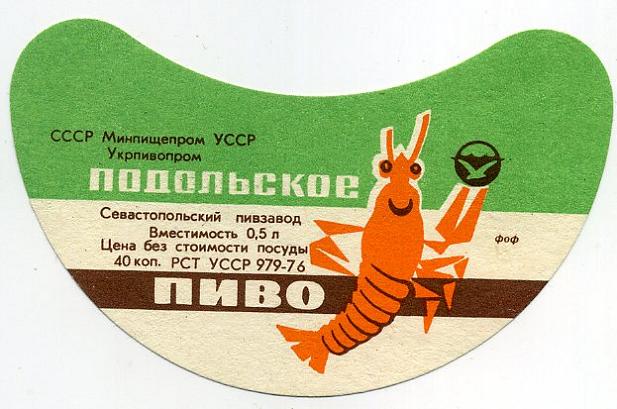 СССР Минпищепром УССР
Укрпивопром
ПОДОЛЬСКОЕ
Севастопольский пивзавод
Вместимость 0,5 л
Цена без стоимости посуды
40 коп. РСТ УССР 979-76
фоф
ПИВО